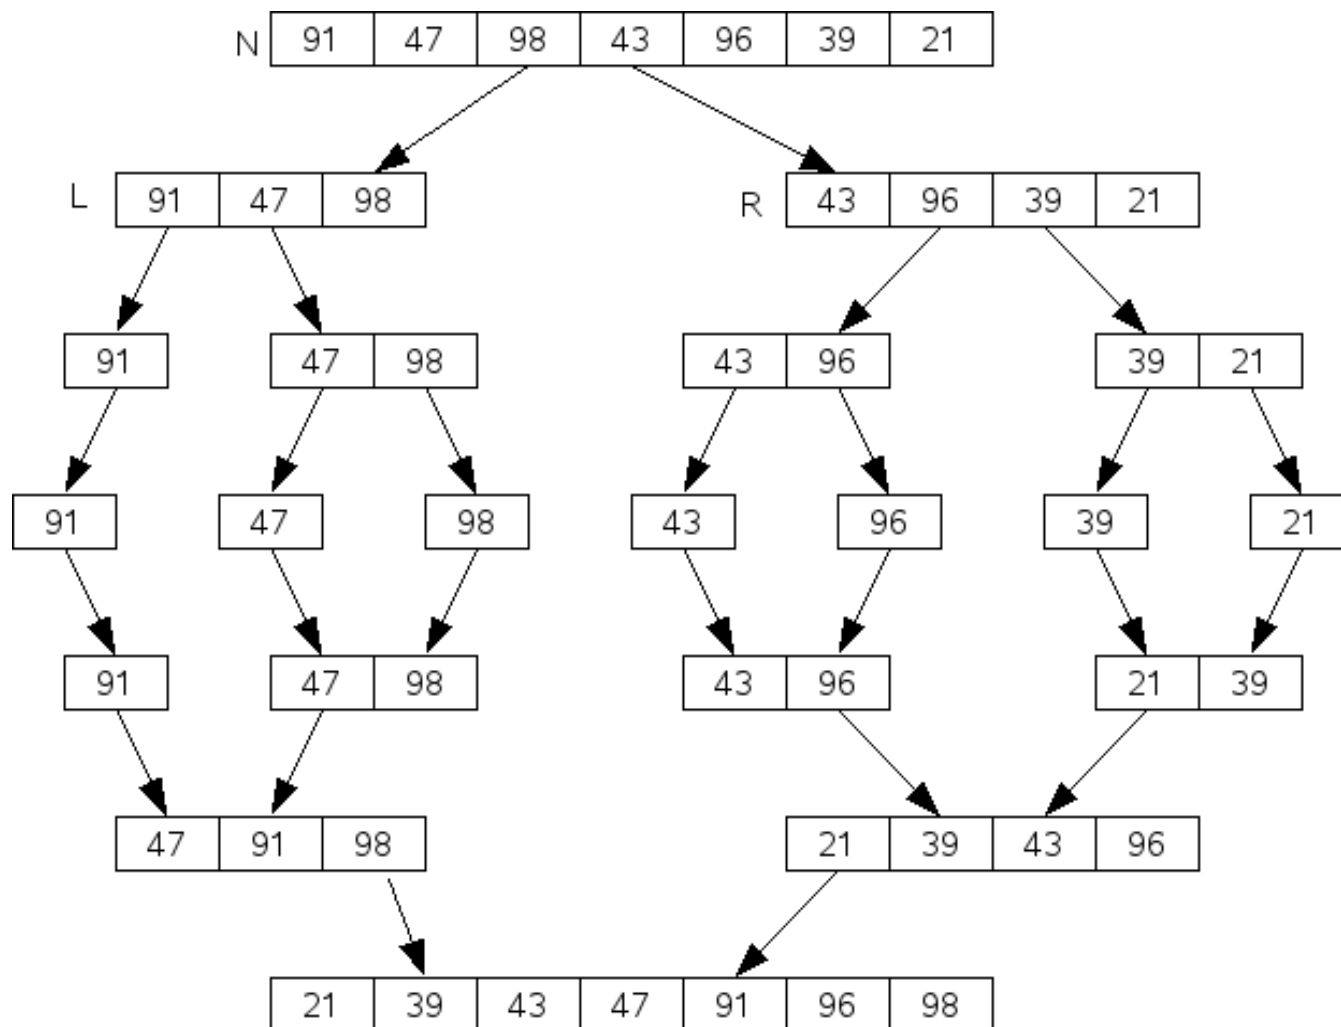 N 91 47 98 43 96 39 21
L 91 47 98 R 43 96 39 21
91 47 98 43 96 39 21
91 47 98 43 96 39 21
91 47 98 43 96 21 39
47 91 98 21 39 43 96
21 39 43 47 91 96 98